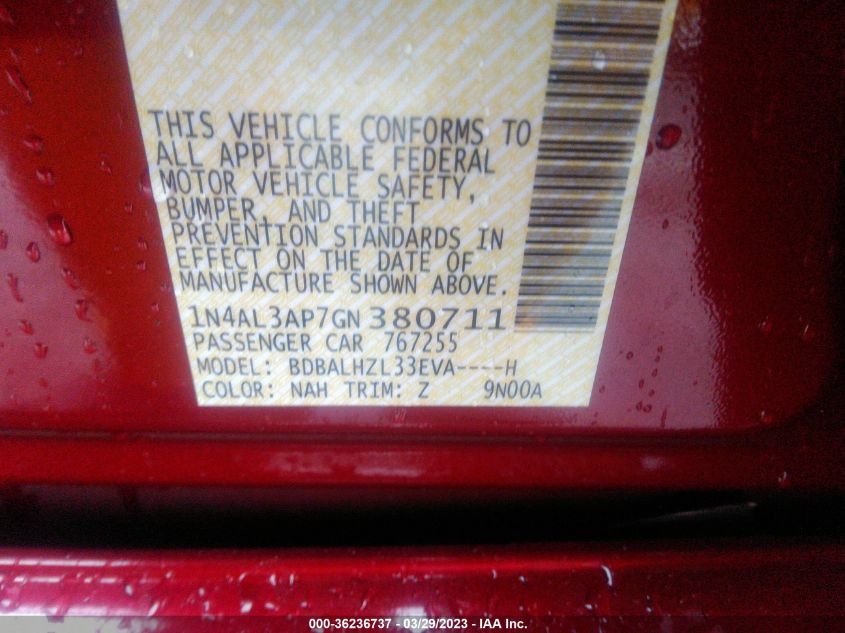 THIS VEHICLE CONFORMS TO
ALL APPLICABLE FEDERAL
MOTOR VEHICLE SAFETY,
BUMPER, AND THEFT
PREVENTION STANDARDS IN
EFFECT ON THE DATE OF
MANUFACTURE SHOWN ABOVE.
1N4AL3AP7GN 380711
PASSENGER CAR 767255
MODEL: BDBALHZL33EVA----H
COLOR: NAH TRIM: Z 9N00A
000-36236737 - 03/29/2023 - IAA Inc.